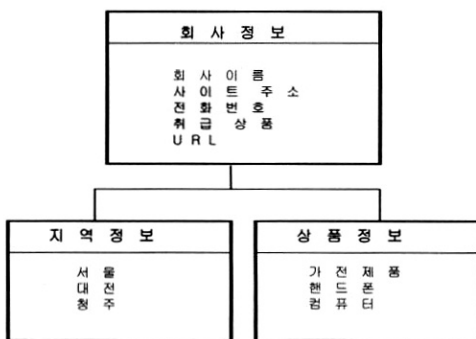 회사정보
회사이름
사이트 주소
전화번호
취급 상품
URL
지역정보
서울
대전
청주
상품정보
가전제품
핸드폰
컴퓨터